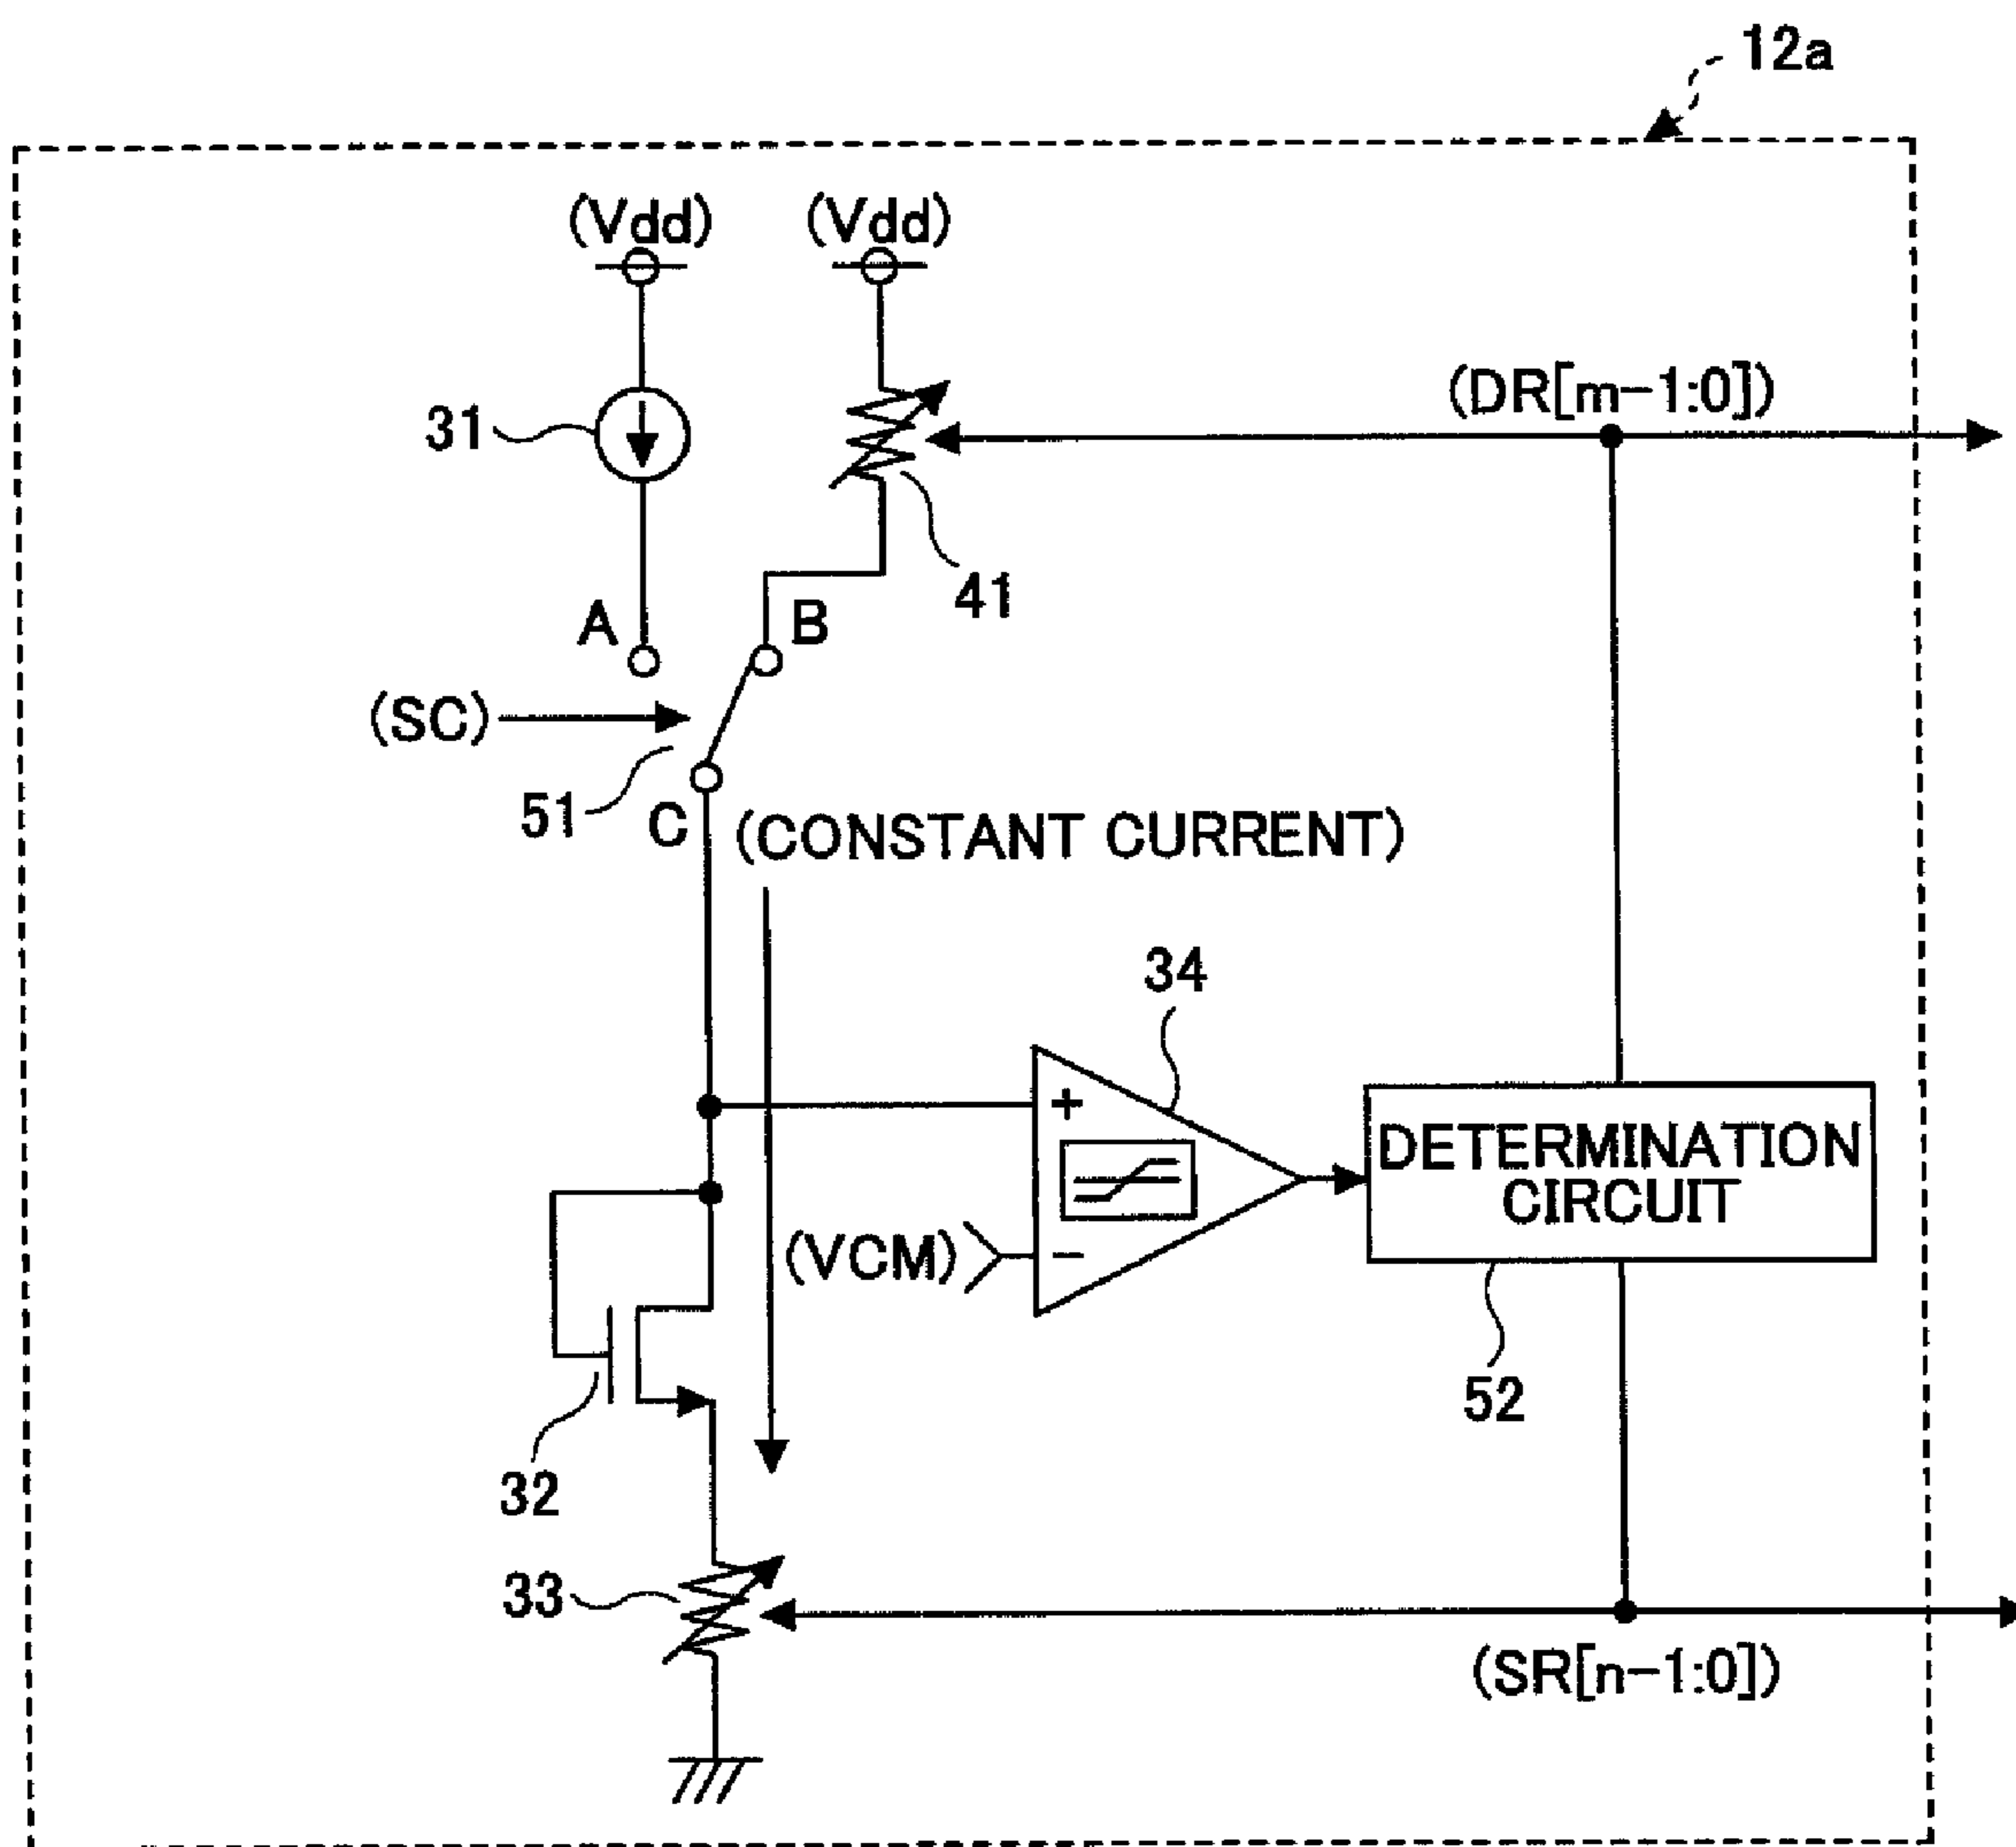 12a
(Vdd) (Vdd)
(DR[m-1:0])
31
41
A B
(SC)
51 C (CONSTANT CURRENT)
34
+
DETERMINATION
CIRCUIT
(VCM) -
52
32
33
(SR[n-1:0])